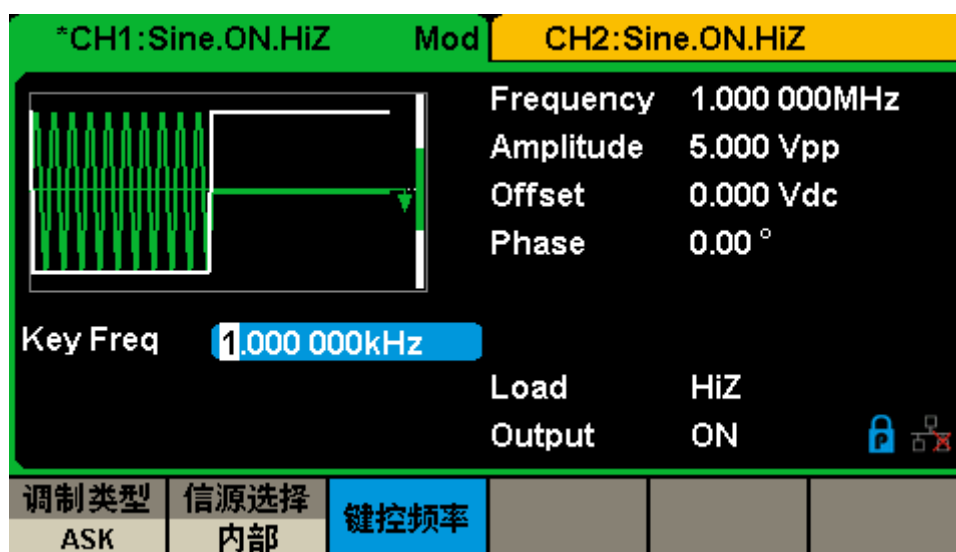 *CH1:Sine.ON.HiZ Mod CH2:Sine.ON.HiZ
Frequency 1.000 000MHz
Amplitude 5.000 Vpp
Offset 0.000 Vdc
Phase 0.00 °
Key Freq 1.000 000kHz
Load HiZ
Output ON
P
调制类型 信源选择 键控频率
ASK 内部